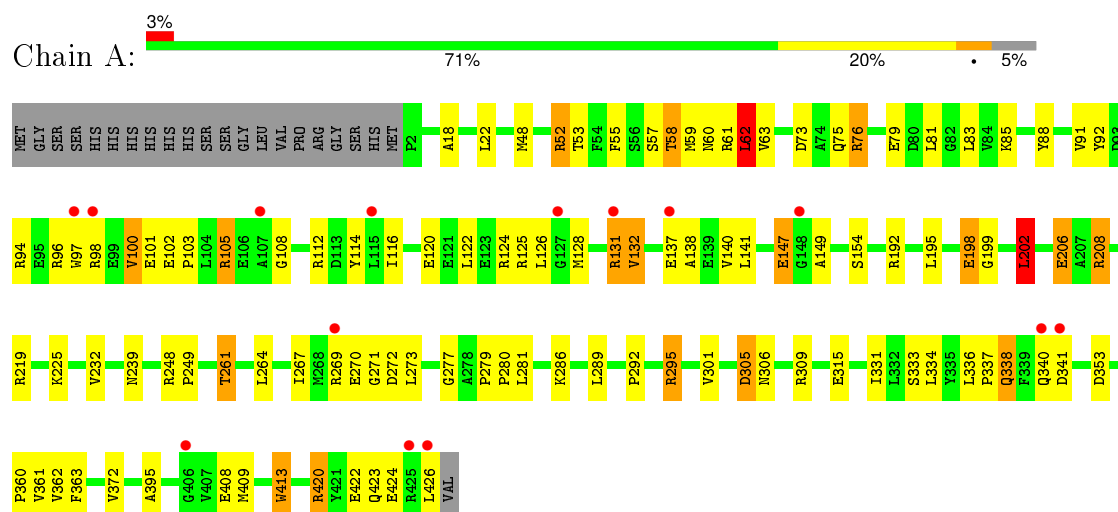 3%
Chain A:
71% 20% • 5%
MET GLY SER SER HIS HIS HIS HIS HIS HIS SER SER GLY LEU VAL PRO ARG GLY SER HIS MET P2 A18 L22 M48 R52 T53 F54 F55 S56 S57 T58 M59 N60 R61 L62 V63 D73 A74 Q75 R76 E79 D80 L81 G82 L83 V84 K85 Y88 V91 Y92 D93
R94 E95 R96 W97 R98 E99 V100 E101 E102 P103 L104 R105 E106 A107 G108 R112 D113 Y114 L115 I116 E120 E121 L122 E123 R124 R125 L126 G127 M128 R131 V132 E137 A138 E139 V140 L141 E147 G148 A149 S154 R192 L195 E198 G199 L202 E206 A207 R208
R219 K225 V232 N239 R248 P249 T261 L264 I267 M268 R269 E270 G271 D272 L273 G277 A278 P279 P280 L281 K286 L289 P292 R295 V301 D305 N306 R309 E315 I331 L332 S333 L334 Y335 L336 P337 Q338 F339 Q340 D341 D353
P360 V361 V362 F363 V372 A395 G406 V407 E408 M409 W413 R420 Y421 E422 Q423 E424 R425 L426 VAL